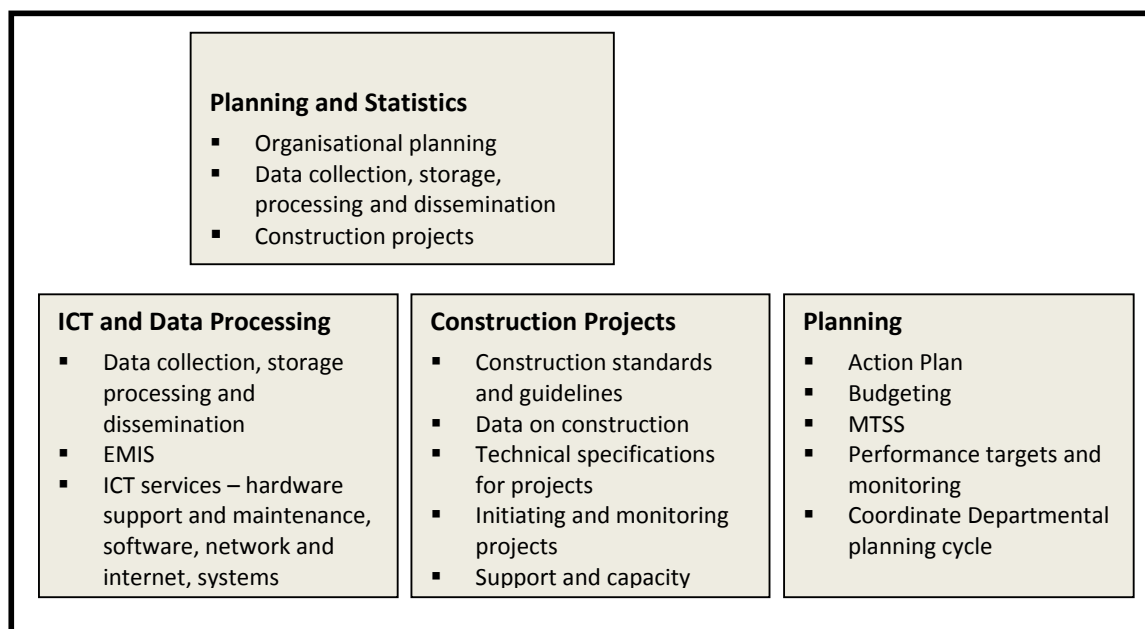 Planning and Statistics
▪ Organisational planning
▪ Data collection, storage,
processing and dissemination
▪ Construction projects
ICT and Data Processing
▪ Data collection, storage
processing and
dissemination
▪ EMIS
▪ ICT services – hardware
support and maintenance,
software, network and
internet, systems
Construction Projects
▪ Construction standards
and guidelines
▪ Data on construction
▪ Technical specifications
for projects
▪ Initiating and monitoring
projects
▪ Support and capacity
Planning
▪ Action Plan
▪ Budgeting
▪ MTSS
▪ Performance targets and
monitoring
▪ Coordinate Departmental
planning cycle